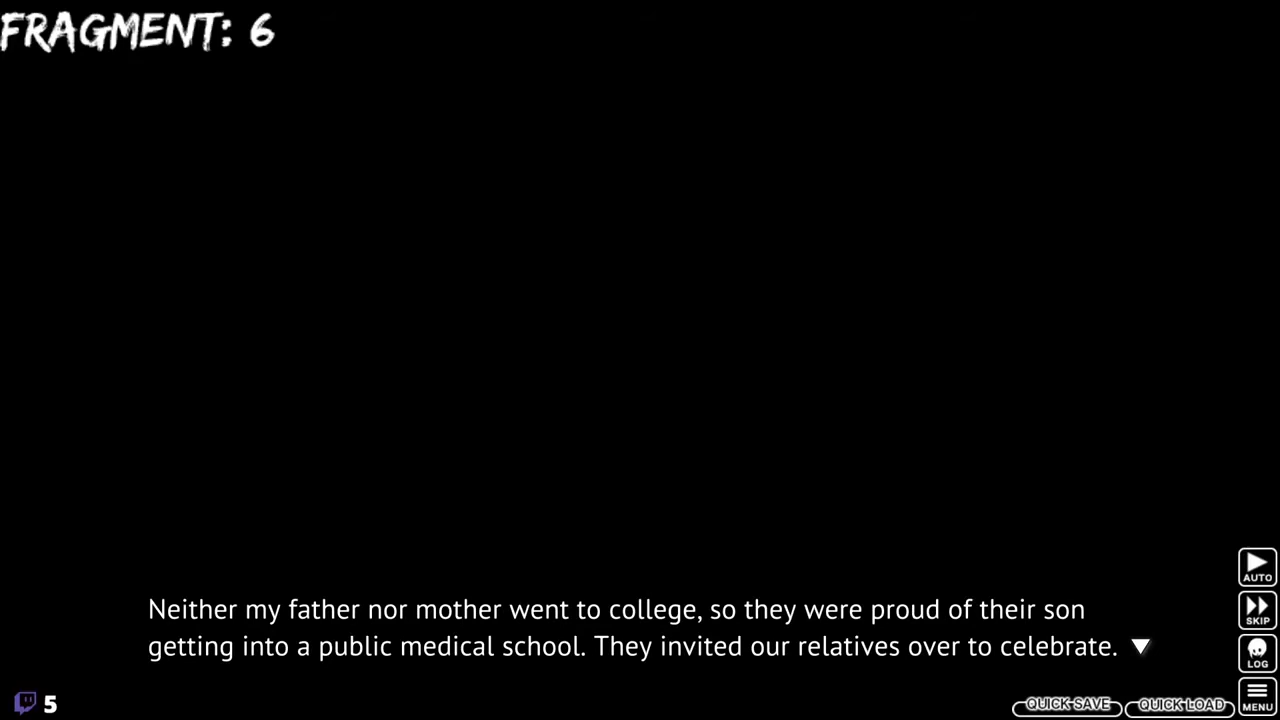 FRAGMENT: 6
Neither my father nor mother went to college, so they were proud of their son
getting into a public medical school. They invited our relatives over to celebrate.
AUTO
SKIP
LOG
MENU
5
QUICK SAVE
QUICK LOAD